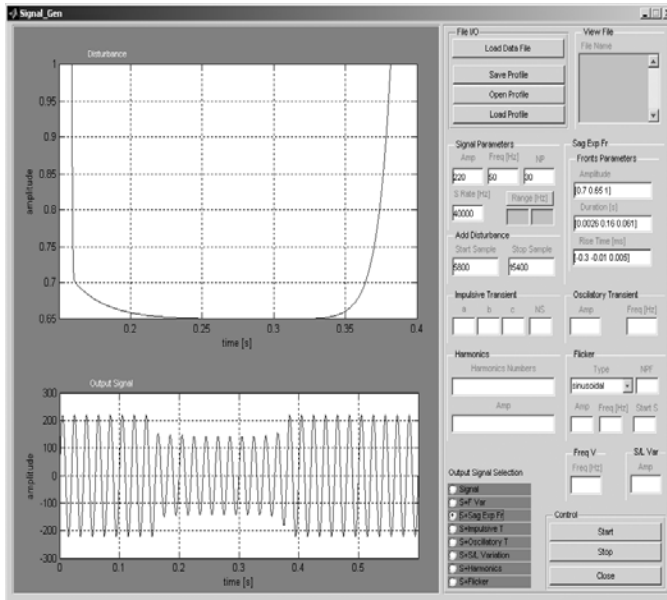 Signal_Gen
Disturbance
1
0.95
0.9
0.85
0.8
0.75
0.7
0.65
amplitude
0.2 0.25 0.3 0.35 0.4
time [s]
Output Signal
300
200
100
0
-100
-200
-300
amplitude
0 0.1 0.2 0.3 0.4 0.5
time [s]
File I/O
Load Data File
Save Profile
Open Profile
Load Profile
View File
File Name
Signal Parameters
Amp Freq [Hz] NP
220 50 30
S Rate [Hz] Range [Hz]
40000
Add Disturbance
Start Sample Stop Sample
5800 15400
Sag Exp Fr
Fronts Parameters
Amplitude
[0.7 0.65 1]
Duration [s]
[0.0026 0.16 0.061]
Rise Time [ms]
[-0.3 -0.01 0.006]
Impulsive Transient
a b c NS
Oscilatory Transient
Amp Freq [Hz]
Harmonics
Harmonics Numbers
Amp
Flicker
Type NPF
sinusoidal
Amp Freq [Hz] Start S
Freq V
Freq [Hz]
S/L Var
Amp
Output Signal Selection
Signal
S+F Var
S+Sag Exp Fr
S+Impulsive T
S+Oscillatory T
S+S/L Variation
S+Harmonics
S+Flicker
Control
Start
Stop
Close